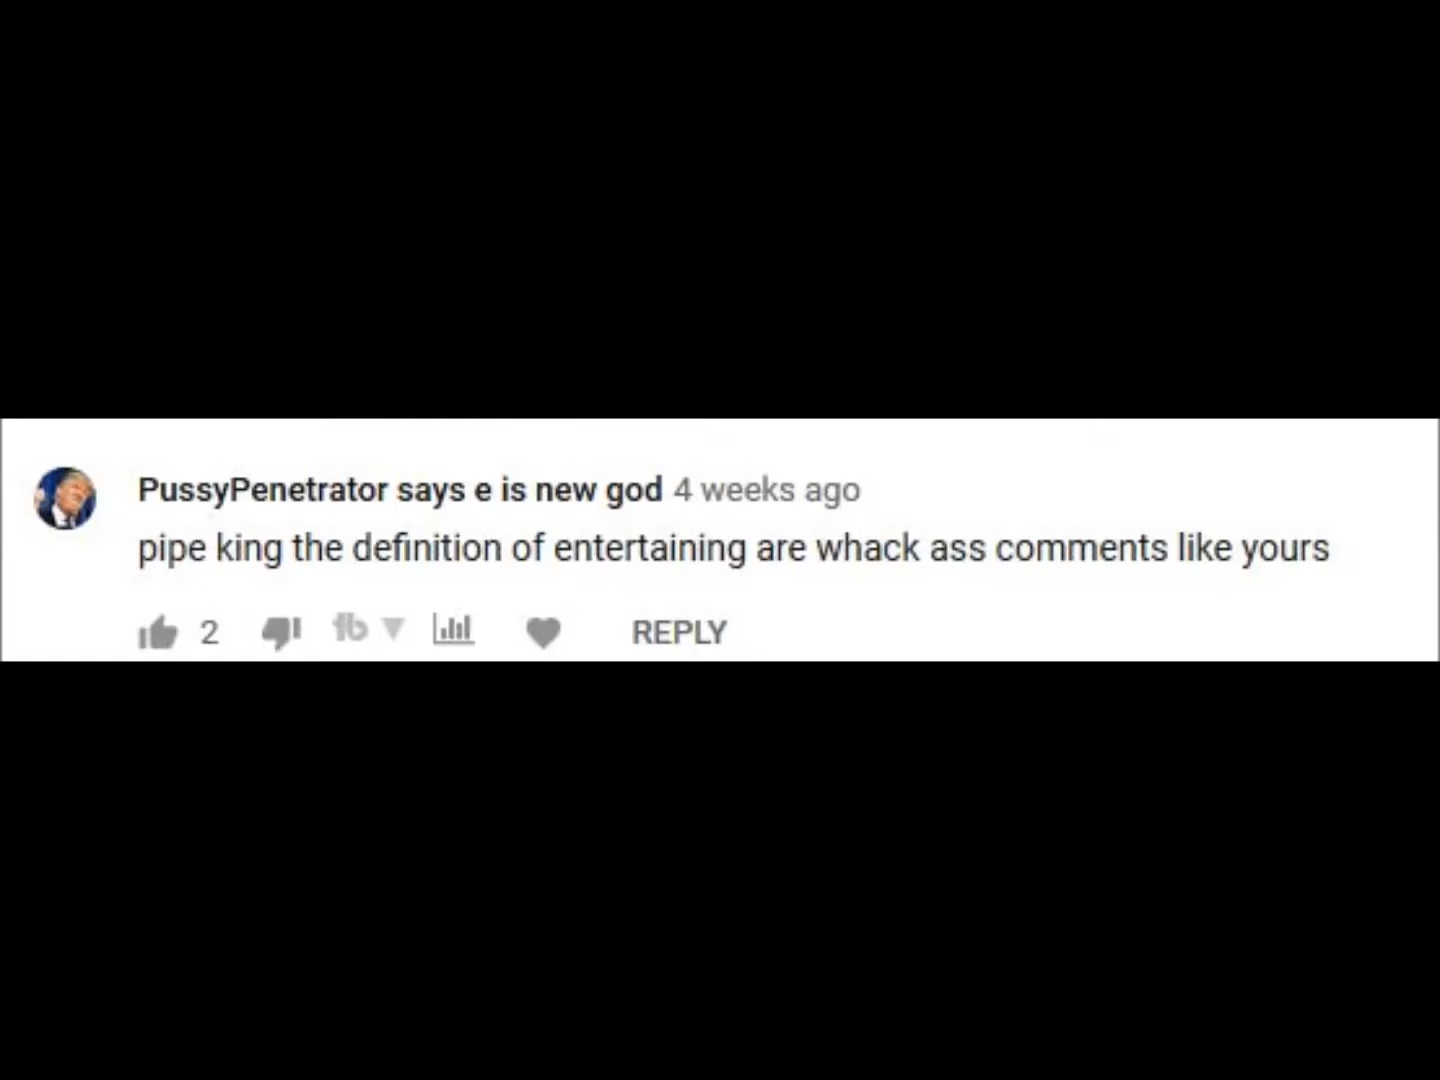 PussyPenetrator says e is new god 4 weeks ago
pipe king the definition of entertaining are whack ass comments like yours
2 tb REPLY